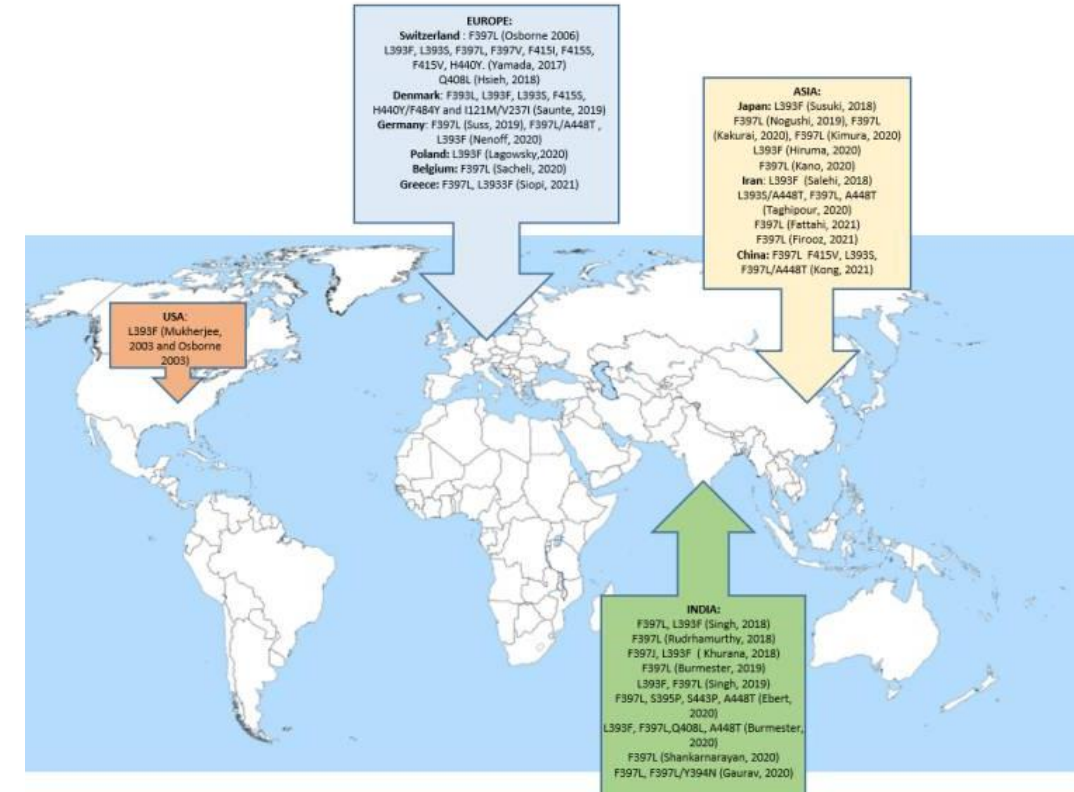 EUROPE:
Switzerland : F397L (Osborne 2006)
L393F, L393S, F397L, F397V, F415I, F415S,
F415V, H440Y. (Yamada, 2017)
Q408L (Hsieh, 2018)
Denmark: F393L, L393F, L393S, F415S,
H440Y/F484Y and I121M/V237I (Saunte, 2019)
Germany: F397L (Suss, 2019), F397L/A448T ,
L393F (Nenoff, 2020)
Poland: L393F (Lagowsky,2020)
Belgium: F397L (Sacheli, 2020)
Greece: F397L, L3933F (Siopi, 2021)
ASIA:
Japan: L393F (Susuki, 2018)
F397L (Nogushi, 2019), F397L
(Kakurai, 2020), F397L (Kimura, 2020)
L393F (Hiruma, 2020)
F397L (Kano, 2020)
Iran: L393F (Salehi, 2018)
L393S/A448T, F397L, A448T
(Taghipour, 2020)
F397L (Fattahi, 2021)
F397L (Firooz, 2021)
China: F397L F415V, L393S,
F397L/A448T (Kong, 2021)
USA:
L393F (Mukherjee,
2003 and Osborne
2003)
INDIA:
F397L, L393F (Singh, 2018)
F397L (Rudrhamurthy, 2018)
F397J, L393F ( Khurana, 2018)
F397L (Burmester, 2019)
L393F, F397L (Singh, 2019)
F397L, S395P, S443P, A448T (Ebert,
2020)
L393F, F397L,Q408L, A448T (Burmester,
2020)
F397L (Shankarnarayan, 2020)
F397L, F397L/Y394N (Gaurav, 2020)